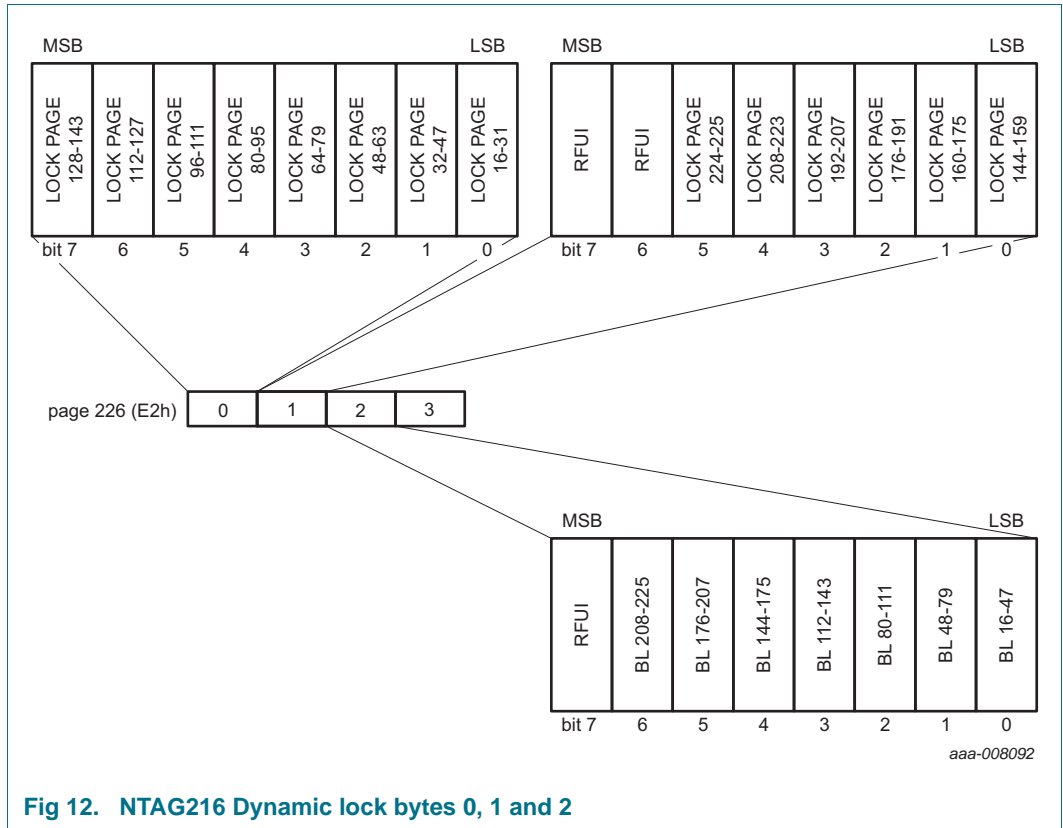 MSB LSB
LOCK PAGE 128-143
LOCK PAGE 112-127
LOCK PAGE 96-111
LOCK PAGE 80-95
LOCK PAGE 64-79
LOCK PAGE 48-63
LOCK PAGE 32-47
LOCK PAGE 16-31
bit 7 6 5 4 3 2 1 0
MSB LSB
RFUI
RFUI
LOCK PAGE 224-225
LOCK PAGE 208-223
LOCK PAGE 192-207
LOCK PAGE 176-191
LOCK PAGE 160-175
LOCK PAGE 144-159
bit 7 6 5 4 3 2 1 0
page 226 (E2h) 0 1 2 3
MSB LSB
RFUI
BL 208-225
BL 176-207
BL 144-175
BL 112-143
BL 80-111
BL 48-79
BL 16-47
bit 7 6 5 4 3 2 1 0
aaa-008092
Fig 12. NTAG216 Dynamic lock bytes 0, 1 and 2